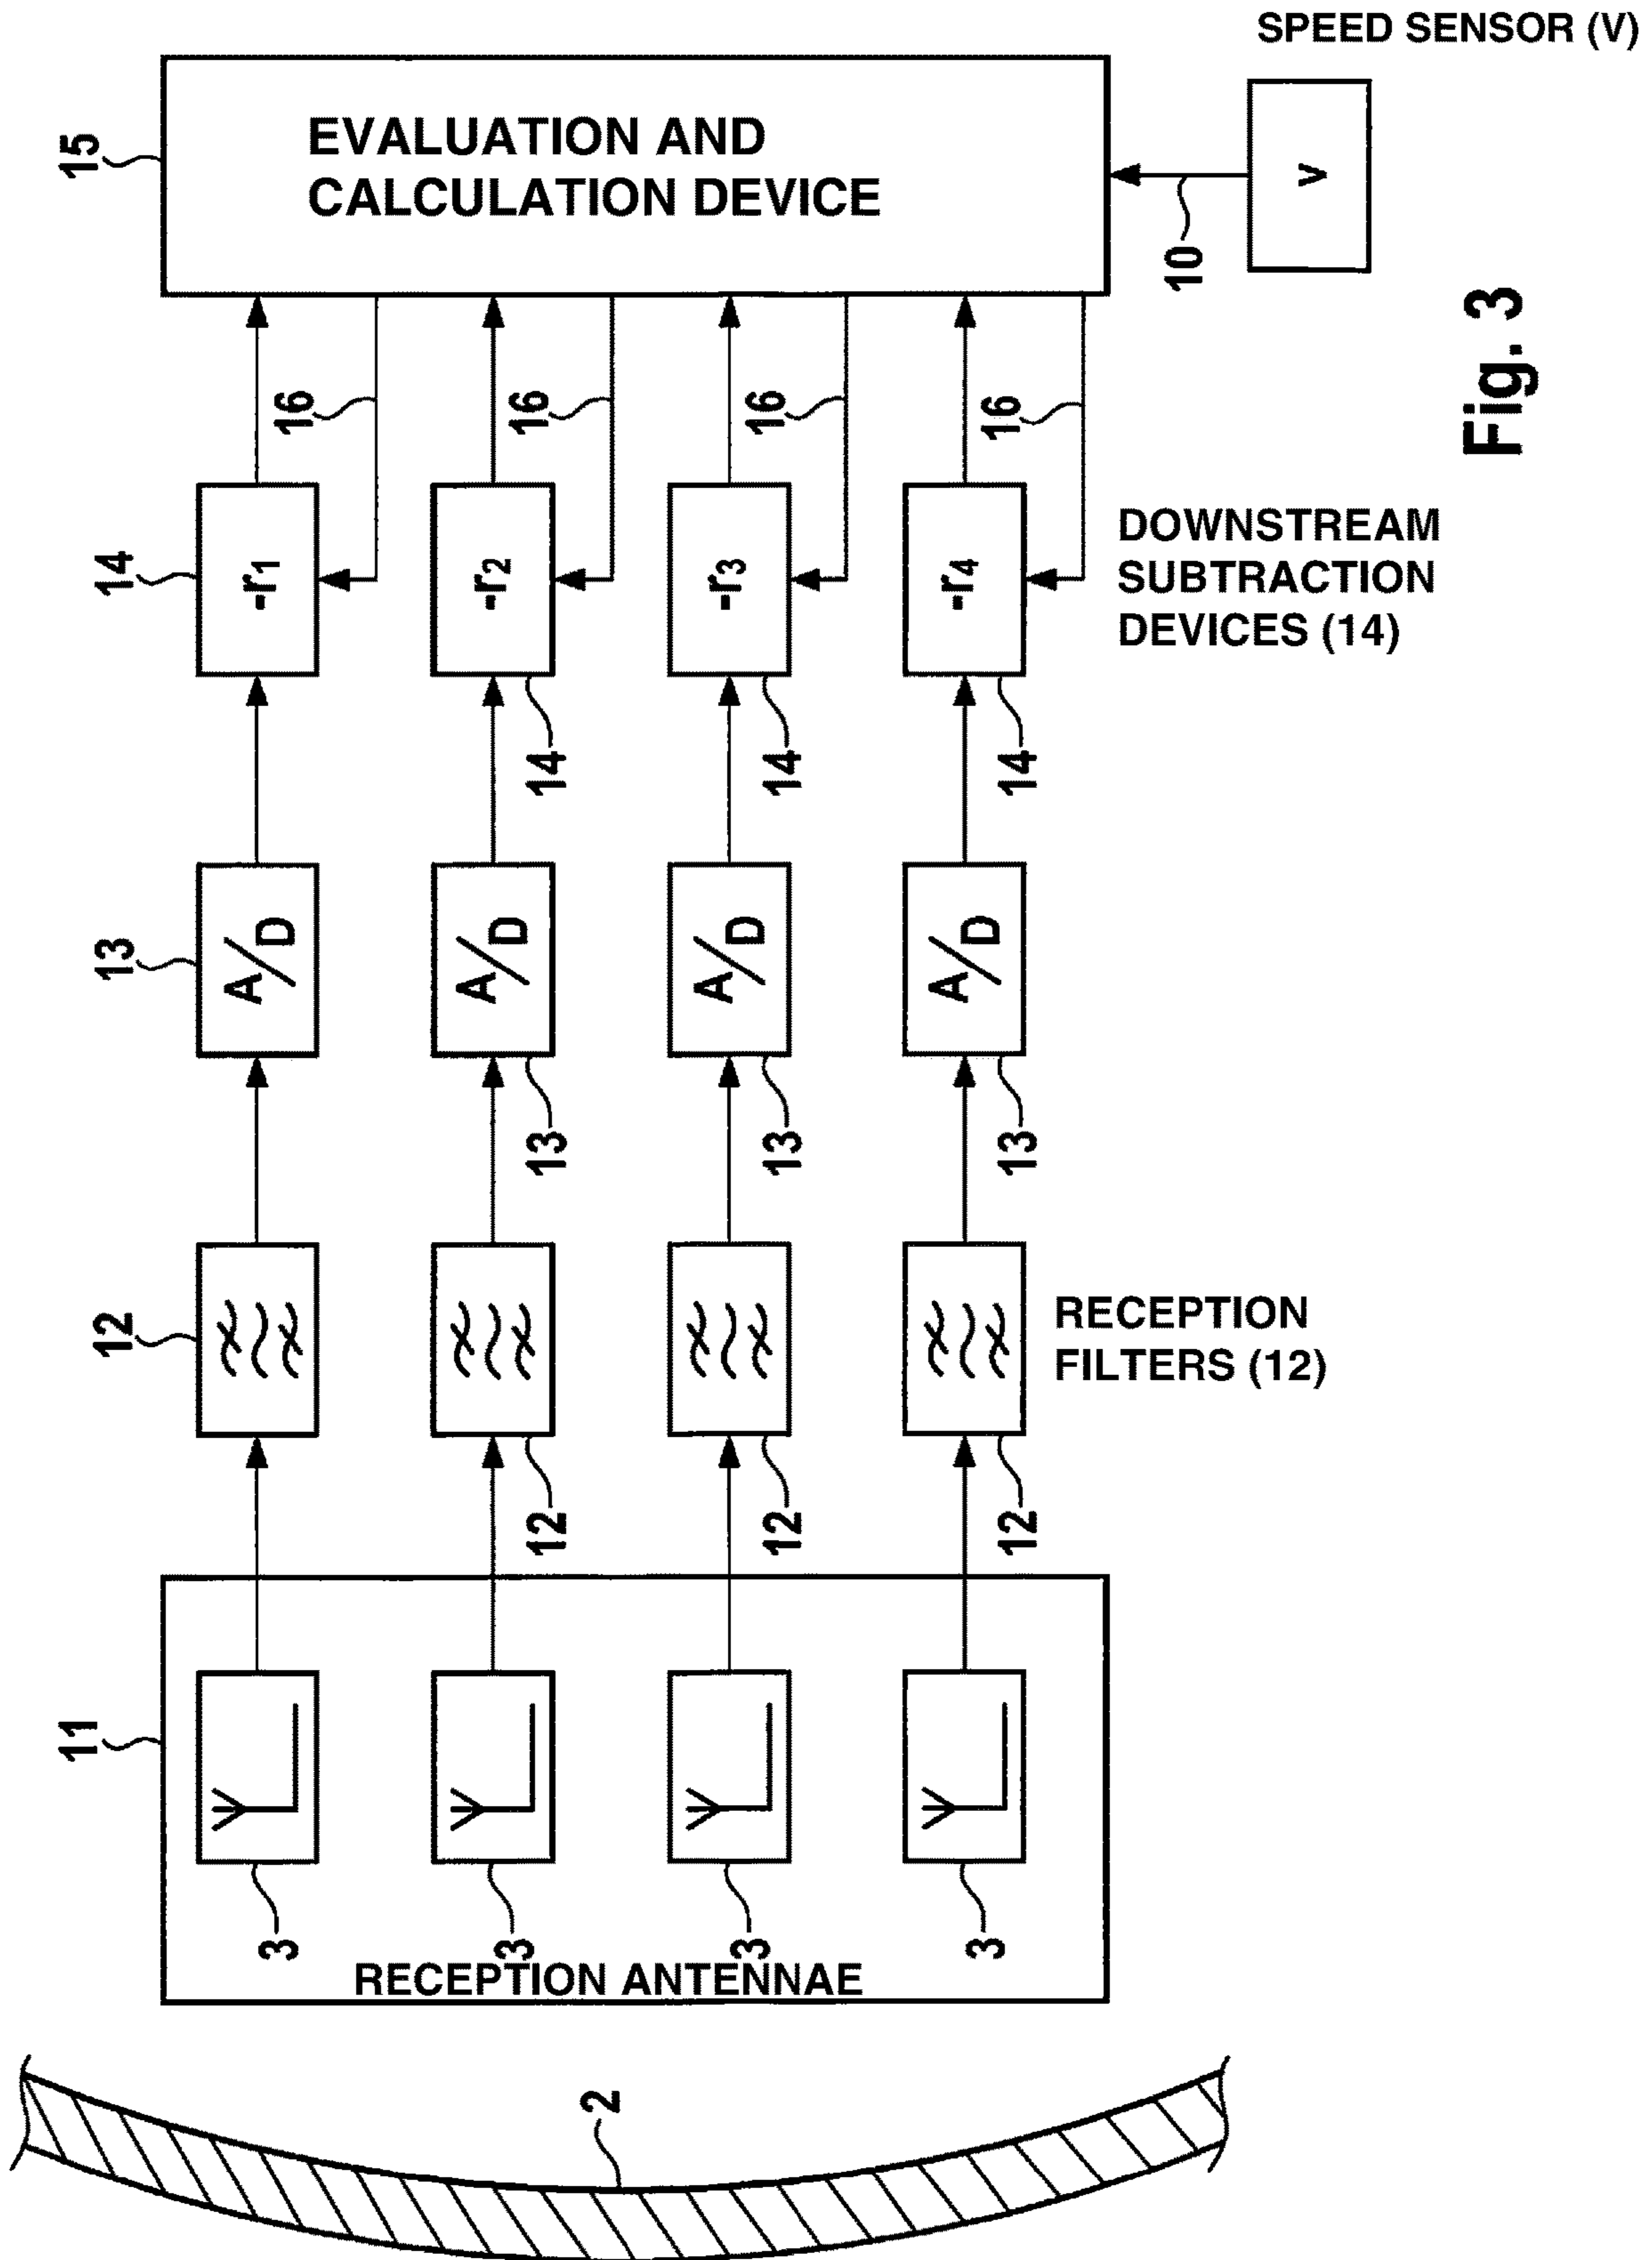 SPEED SENSOR (V)
15
EVALUATION AND
CALCULATION DEVICE
v
10
16
16
16
16
Fig. 3
14
-r1
-r2
-r3
-r4
DOWNSTREAM
SUBTRACTION
DEVICES (14)
14
14
14
13
A/D
A/D
A/D
A/D
13
13
13
12
RECEPTION
FILTERS (12)
12
12
12
11
3
3
3
3
RECEPTION ANTENNAE
2